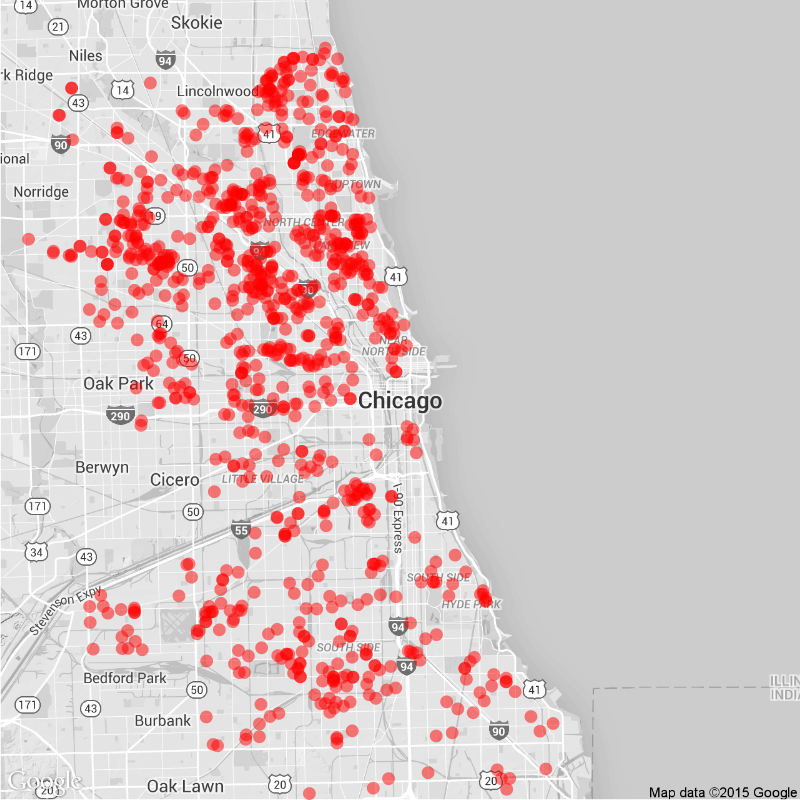 14
Morton Grove
21
Skokie
Niles
94
rk Ridge
14
Lincolnwood
43
41
EDGEWATER
90
ional
Norridge
UPTOWN
19
NORTH CENTER
50
41
90
64
43
171
50
NEAR
NORTH SIDE
Oak Park
290
290
Chicago
Berwyn
Cicero
LITTLE VILLAGE
171
50
55
I-90 Express
41
34
43
SOUTH SIDE
Stevenson Expy
HYDE PARK
94
SOUTH SIDE
94
Bedford Park
50
41
ILLIN
INDIA
171
43
Burbank
90
Google
20
Oak Lawn
20
20
Map data ©2015 Google